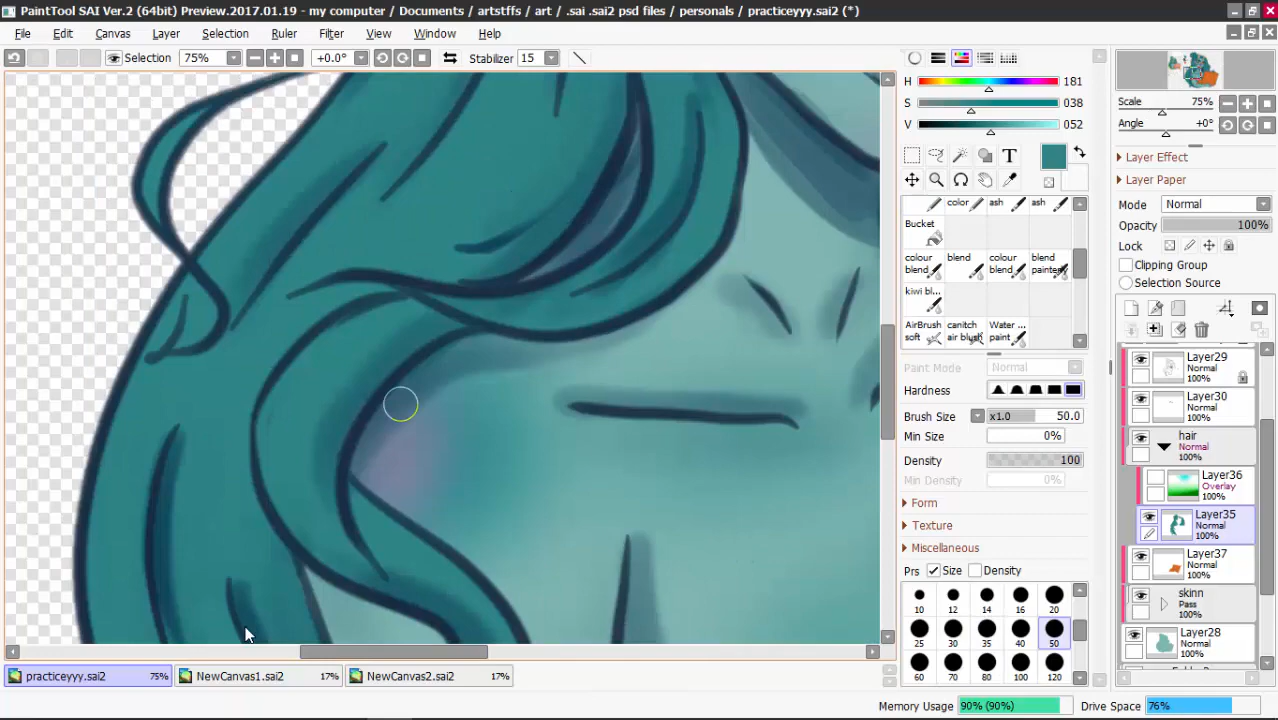 PaintTool SAI Ver.2 (64bit) Preview.2017.01.19 - my computer / Documents / artstffs / art / .sai .sai2 psd files / personals / practiceyyy.sai2 (*)
File Edit Canvas Layer Selection Ruler Filter View Window Help
Selection 75% +0.0° Stabilizer 15
H 181
S 038
V 052
T
color ash ash
Bucket
colour blend blend colour blend blend painter
kiwi bl...
AirBrush soft canitch air blush Water ... paint
Paint Mode Normal
Hardness
Brush Size x1.0 50.0
Min Size 0%
Density 100
Min Density 0%
Form
Texture
Miscellaneous
Prs Size Density
10 12 14 16 20
25 30 35 40 50
60 70 80 100 120
Scale 75%
Angle +0°
Layer Effect
Layer Paper
Mode Normal
Opacity 100%
Lock
Clipping Group
Selection Source
Layer29
Normal
100%
Layer30
Normal
100%
hair
Normal
100%
Layer36
Overlay
100%
Layer35
Normal
100%
Layer37
Normal
100%
skinn
Pass
100%
Layer28
Normal
100%
practiceyyy.sai2 75% NewCanvas1.sai2 17% NewCanvas2.sai2 17%
Memory Usage 90% (90%) Drive Space 76%